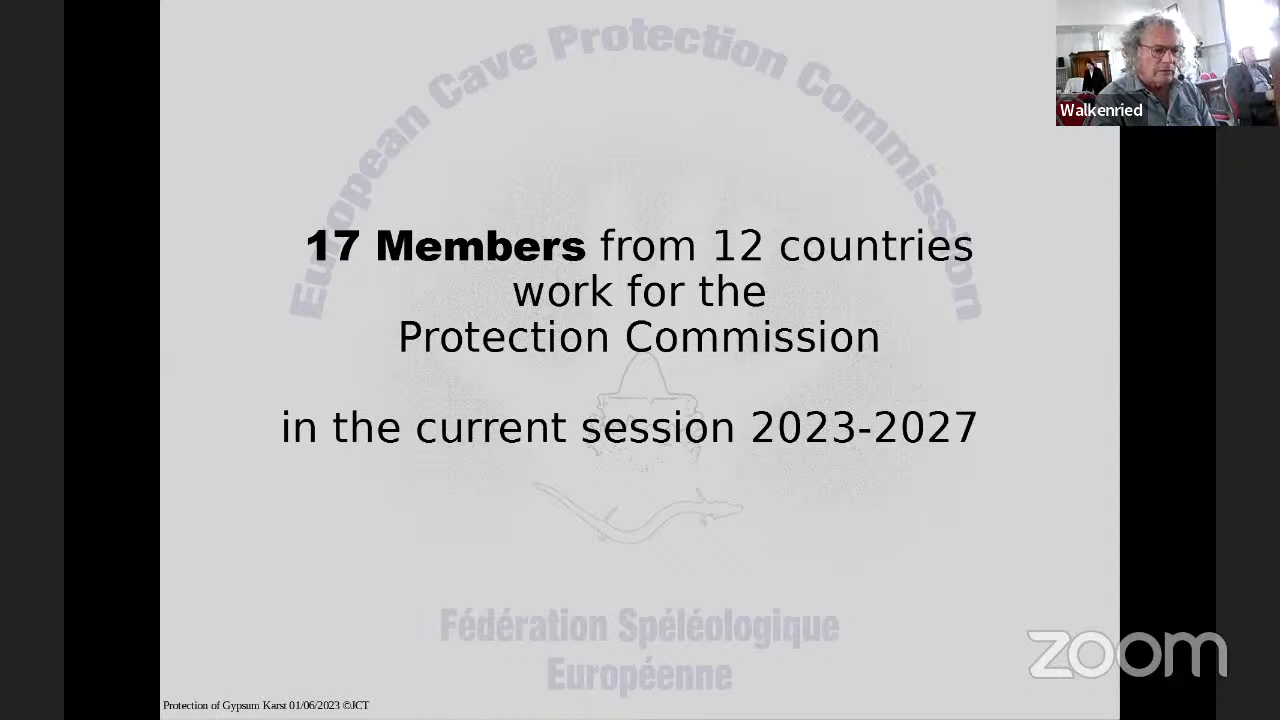 European Cave Protection Commission
Walkenried
17 Members from 12 countries
work for the
Protection Commission
in the current session 2023-2027
Fédération Spéléologique
Européenne
zoom
Protection of Gypsum Karst 01/06/2023 ©JCT